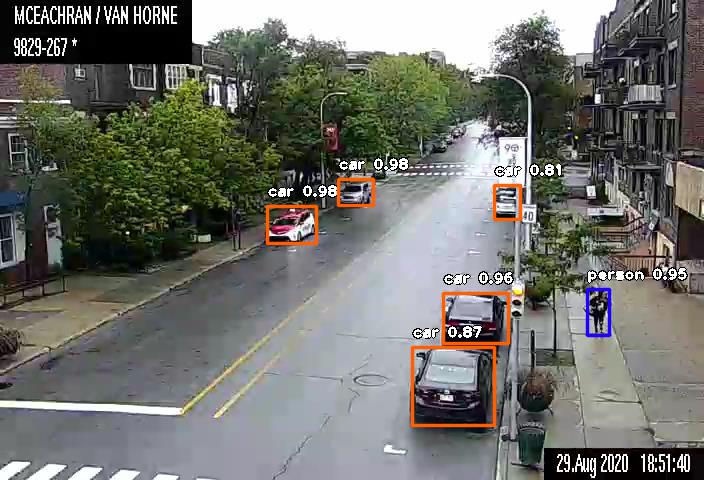 MCEACHRAN / VAN HORNE
9829-267 *
car 0.98
car 0.81
car 0.98
person 0.95
car 0.96
car 0.87
40
29.Aug 2020 18:51:40